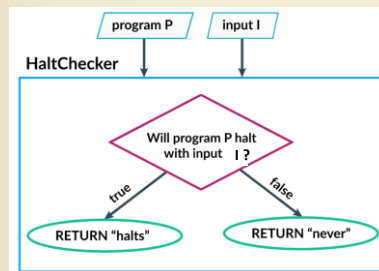 program P
input I
HaltChecker
Will program P halt
with input I ?
true
false
RETURN “halts”
RETURN “never”